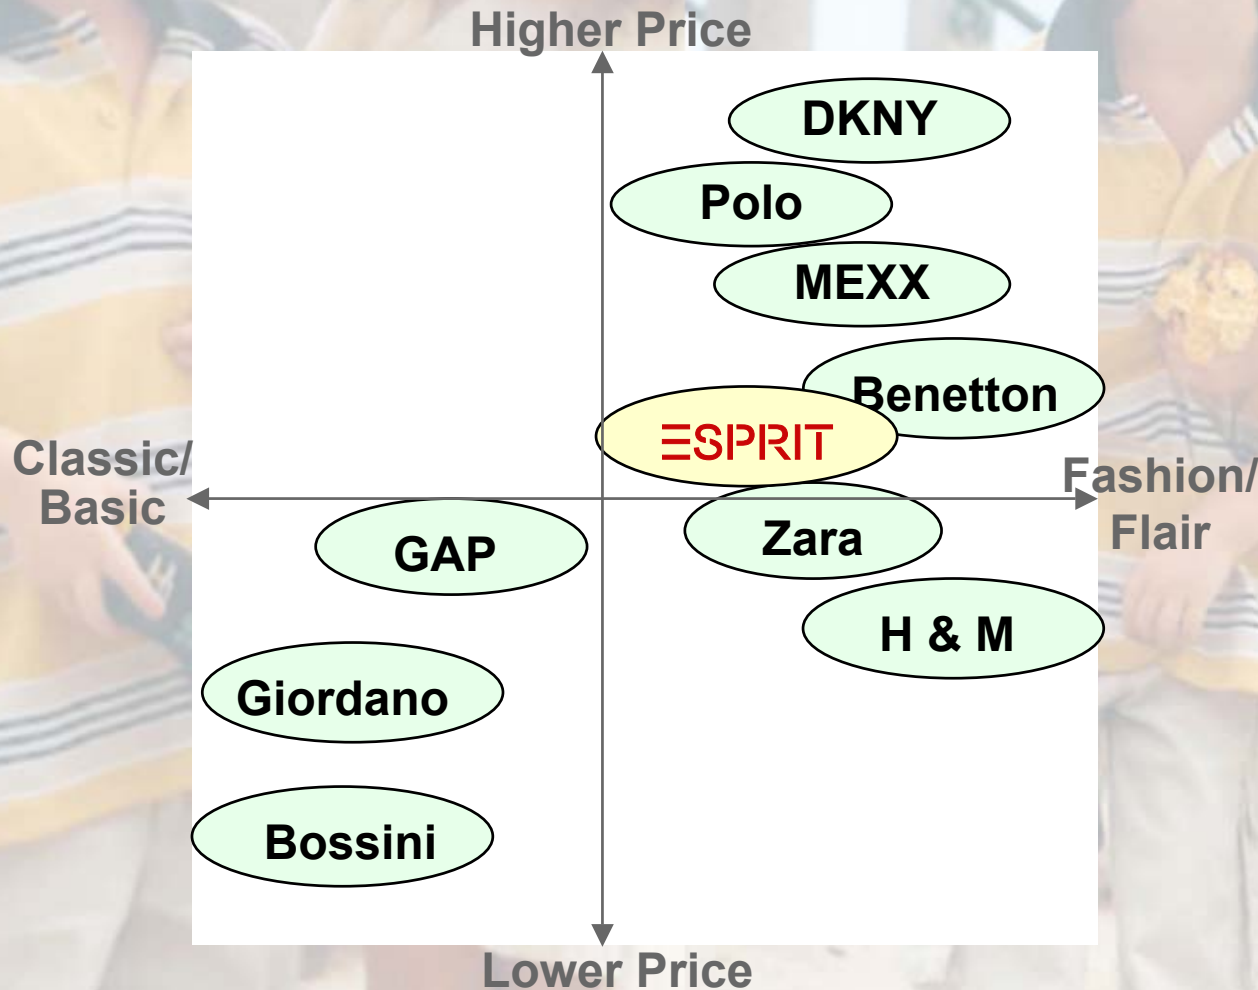 Higher Price
DKNY
Polo
MEXX
Benetton
ESPRIT
Classic/
Basic
Fashion/
Flair
GAP
Zara
H & M
Giordano
Bossini
Lower Price